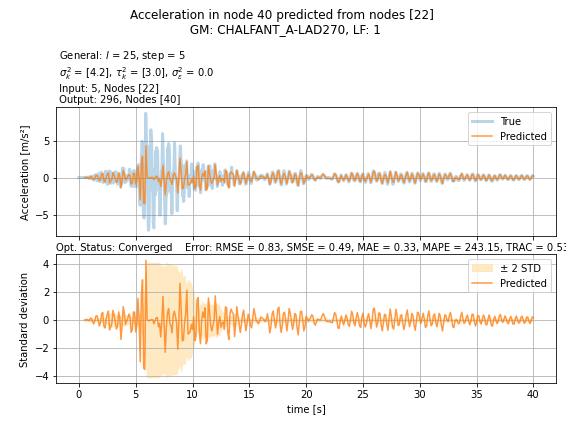 Acceleration in node 40 predicted from nodes [22]
GM: CHALFANT_A-LAD270, LF: 1
General: l = 25, step = 5
σ²ₖ = [4.2], τ²ₖ = [3.0], σ²ε = 0.0
Input: 5, Nodes [22]
Output: 296, Nodes [40]
Acceleration [m/s²]
5
0
−5
True
Predicted
Opt. Status: Converged Error: RMSE = 0.83, SMSE = 0.49, MAE = 0.33, MAPE = 243.15, TRAC = 0.53
Standard deviation
4
2
0
−2
−4
± 2 STD
Predicted
0 5 10 15 20 25 30 35 40
time [s]